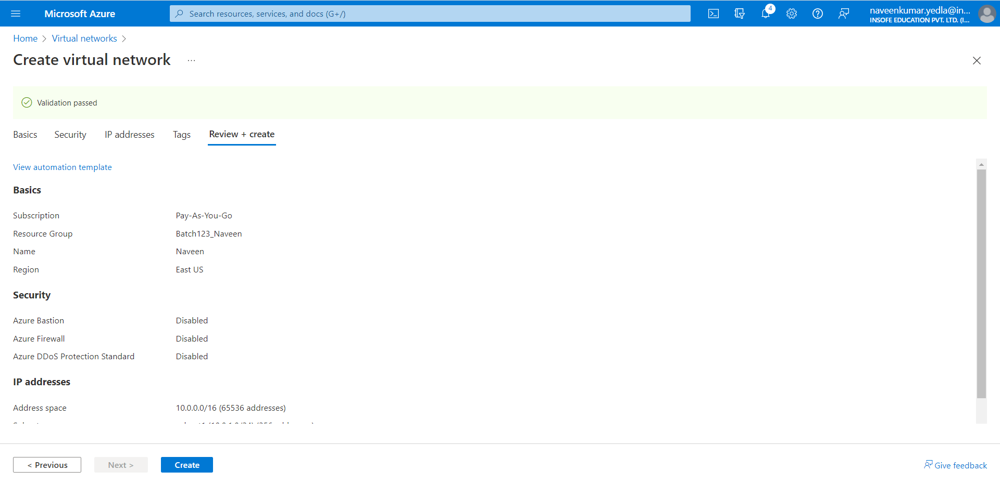 Microsoft Azure
Search resources, services, and docs (G+/)
4
naveenkumar.yedla@in...
INSOFE EDUCATION PVT. LTD. (I...
Home > Virtual networks >
Create virtual network ...
Validation passed
Basics Security IP addresses Tags Review + create
View automation template
Basics
Subscription Pay-As-You-Go
Resource Group Batch123_Naveen
Name Naveen
Region East US
Security
Azure Bastion Disabled
Azure Firewall Disabled
Azure DDoS Protection Standard Disabled
IP addresses
Address space 10.0.0.0/16 (65536 addresses)
< Previous Next > Create
Give feedback